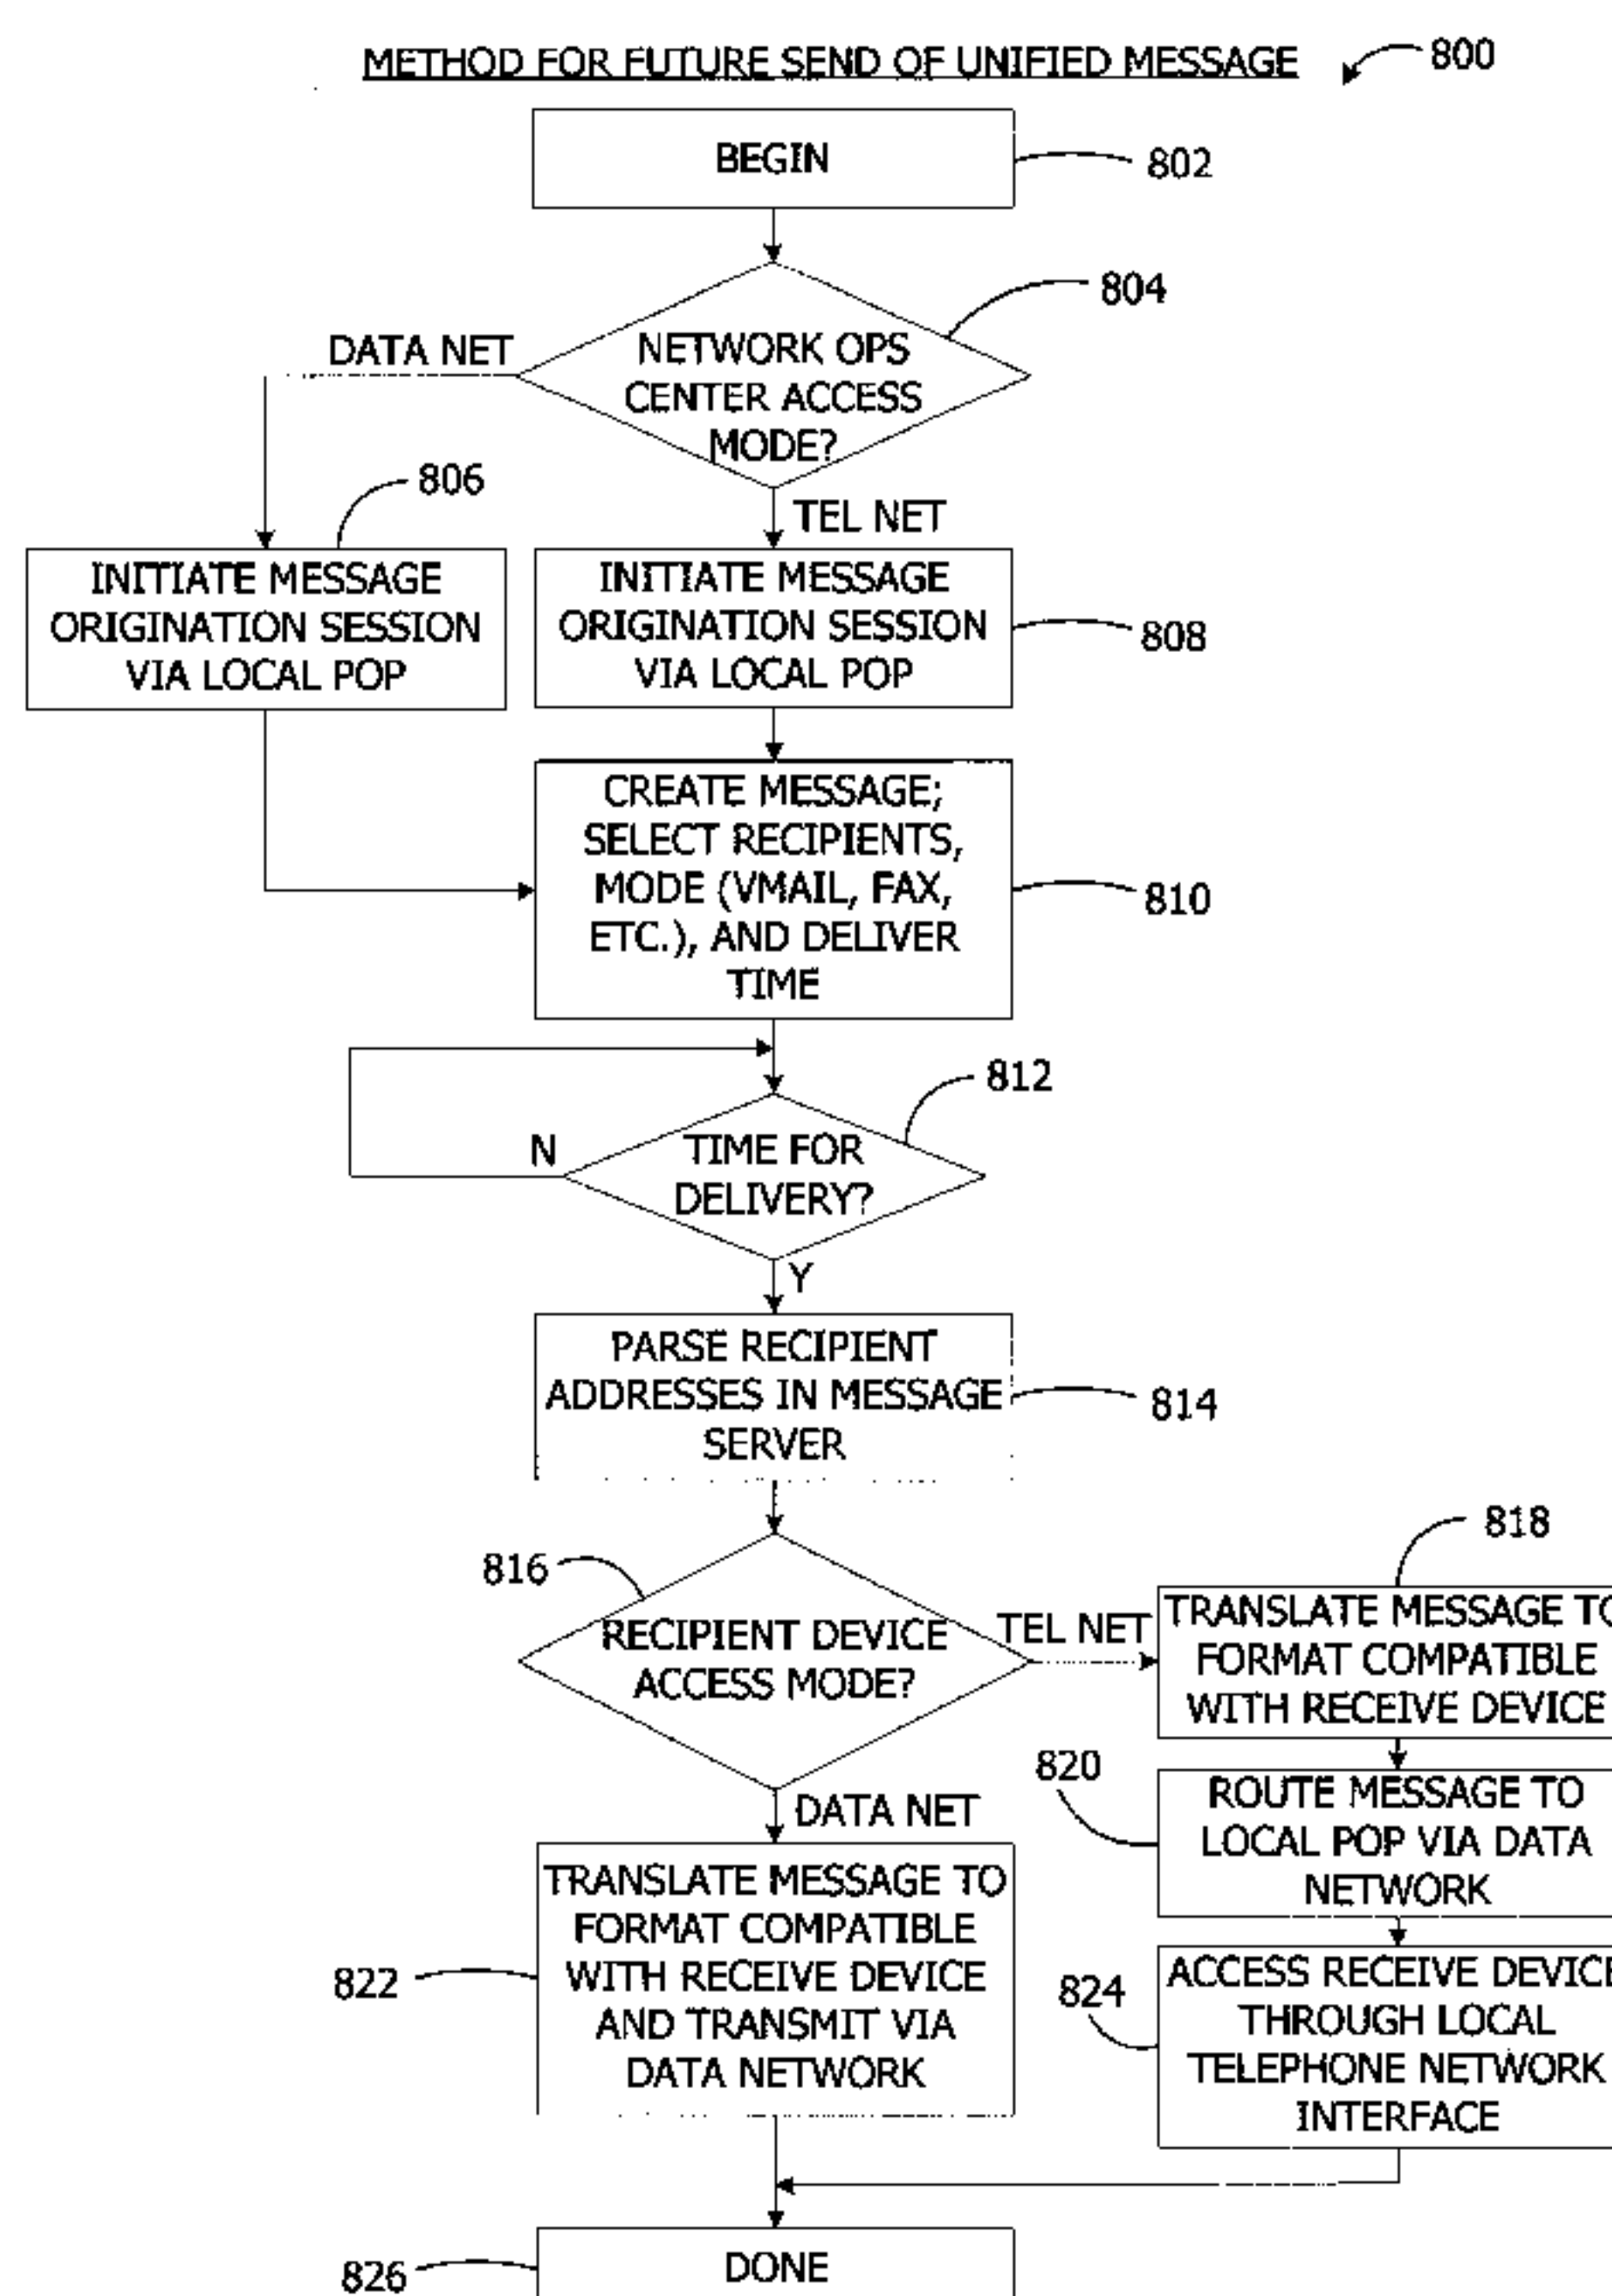 METHOD FOR FUTURE SEND OF UNIFIED MESSAGE
800
BEGIN
802
804
NETWORK OPS
CENTER ACCESS
MODE?
DATA NET
TEL NET
806
INITIATE MESSAGE
ORIGINATION SESSION
VIA LOCAL POP
INITIATE MESSAGE
ORIGINATION SESSION
VIA LOCAL POP
808
CREATE MESSAGE;
SELECT RECIPIENTS,
MODE (VMAIL, FAX,
ETC.), AND DELIVER
TIME
810
812
N
TIME FOR
DELIVERY?
Y
PARSE RECIPIENT
ADDRESSES IN MESSAGE
SERVER
814
816
RECIPIENT DEVICE
ACCESS MODE?
TEL NET
818
TRANSLATE MESSAGE TO
FORMAT COMPATIBLE
WITH RECEIVE DEVICE
820
ROUTE MESSAGE TO
LOCAL POP VIA DATA
NETWORK
DATA NET
TRANSLATE MESSAGE TO
FORMAT COMPATIBLE
WITH RECEIVE DEVICE
AND TRANSMIT VIA
DATA NETWORK
822
824
ACCESS RECEIVE DEVICE
THROUGH LOCAL
TELEPHONE NETWORK
INTERFACE
826
DONE